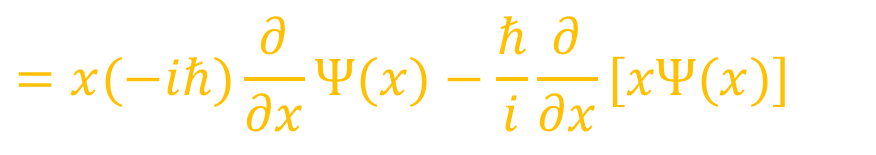 = x(−iħ) ∂/∂x Ψ(x) − ħ/i ∂/∂x [xΨ(x)]